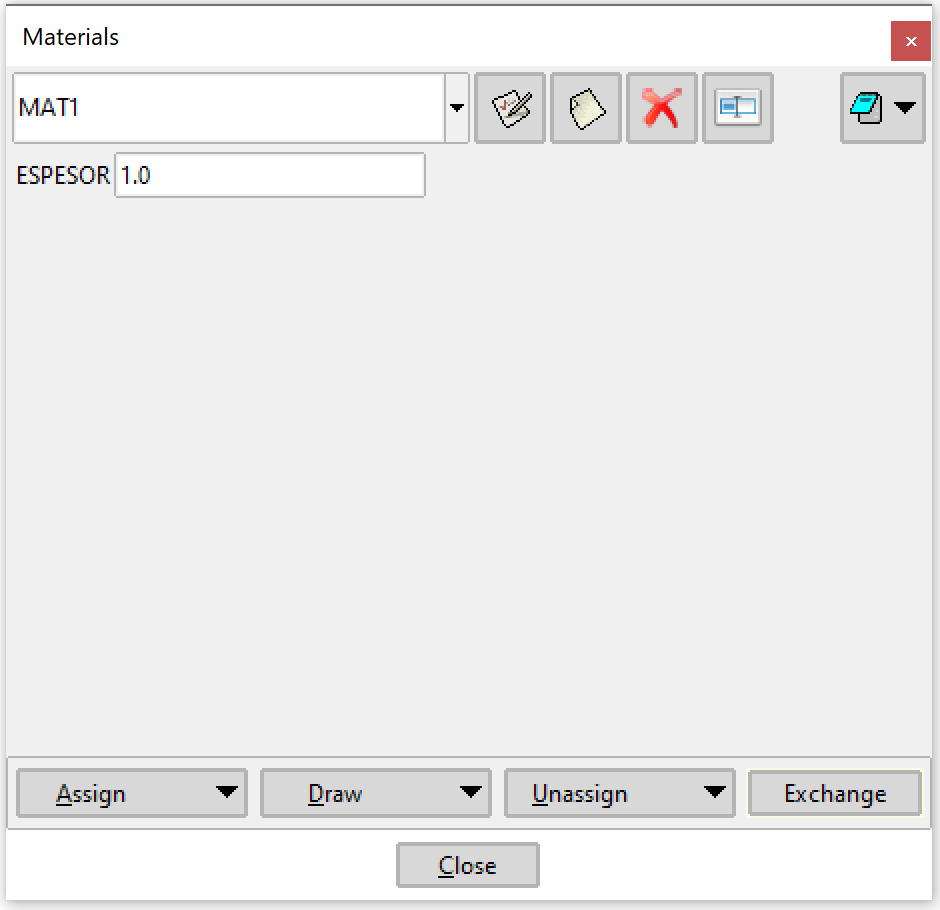 Materials
MAT1
ESPESOR 1.0
Assign Draw Unassign Exchange
Close